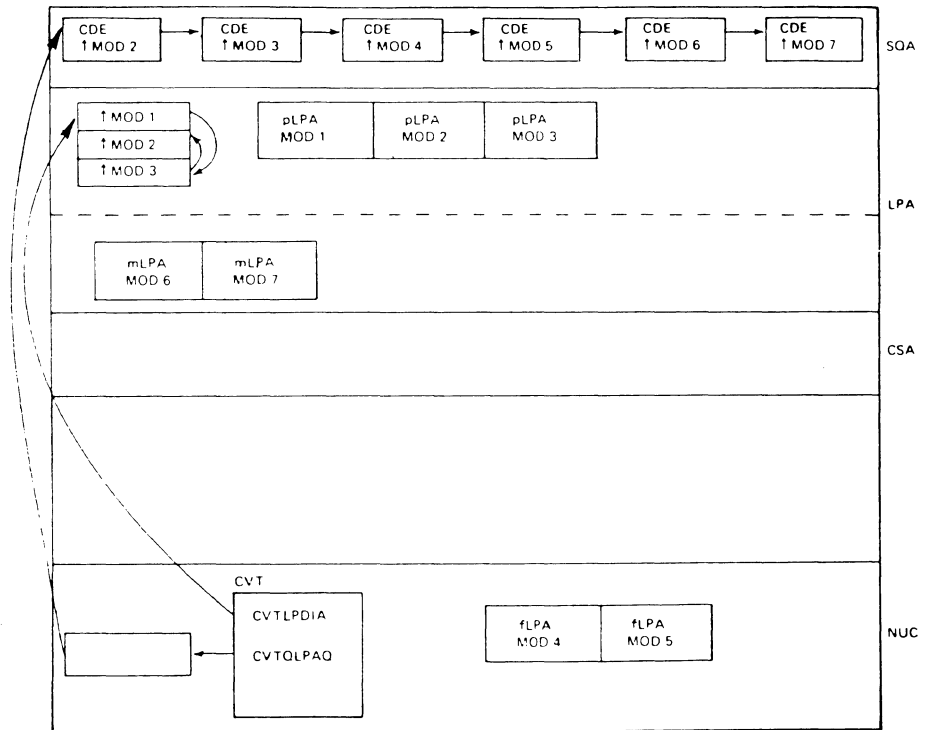 CDE
↑ MOD 2
CDE
↑ MOD 3
CDE
↑ MOD 4
CDE
↑ MOD 5
CDE
↑ MOD 6
CDE
↑ MOD 7
SQA
↑ MOD 1
↑ MOD 2
↑ MOD 3
pLPA
MOD 1
pLPA
MOD 2
pLPA
MOD 3
LPA
mLPA
MOD 6
mLPA
MOD 7
CSA
CVT
CVTLPDIA
CVTQLPAQ
fLPA
MOD 4
fLPA
MOD 5
NUC